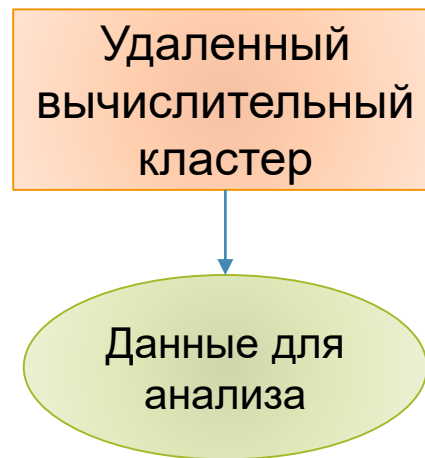 Удаленный
вычислительный
кластер
Данные для
анализа